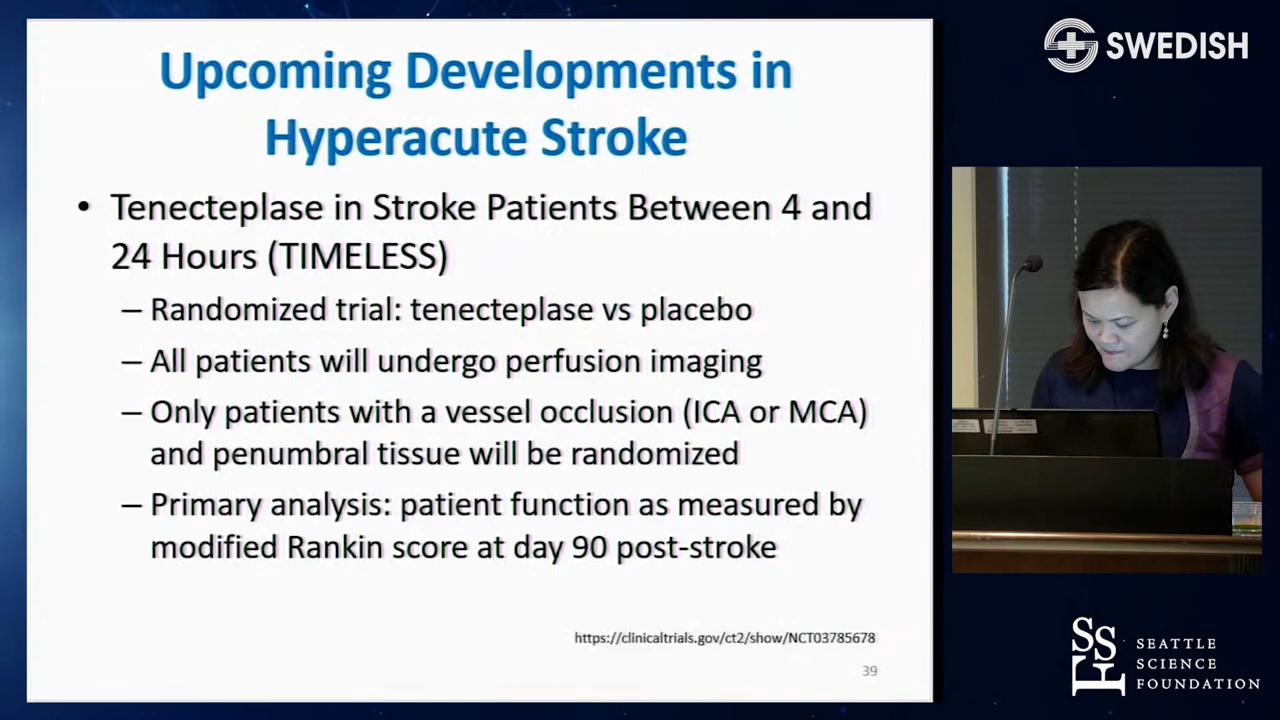 Upcoming Developments in
Hyperacute Stroke
• Tenecteplase in Stroke Patients Between 4 and
24 Hours (TIMELESS)
– Randomized trial: tenecteplase vs placebo
– All patients will undergo perfusion imaging
– Only patients with a vessel occlusion (ICA or MCA)
and penumbral tissue will be randomized
– Primary analysis: patient function as measured by
modified Rankin score at day 90 post-stroke
https://clinicaltrials.gov/ct2/show/NCT03785678
39
SWEDISH
SSF
SEATTLE
SCIENCE
FOUNDATION